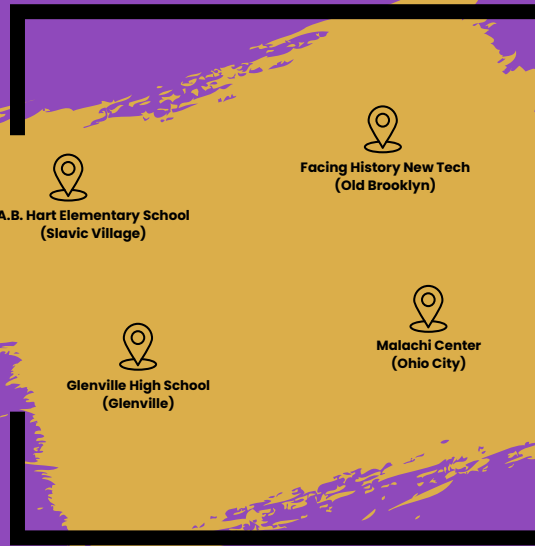 Facing History New Tech
(Old Brooklyn)
A.B. Hart Elementary School
(Slavic Village)
Malachi Center
(Ohio City)
Glenville High School
(Glenville)